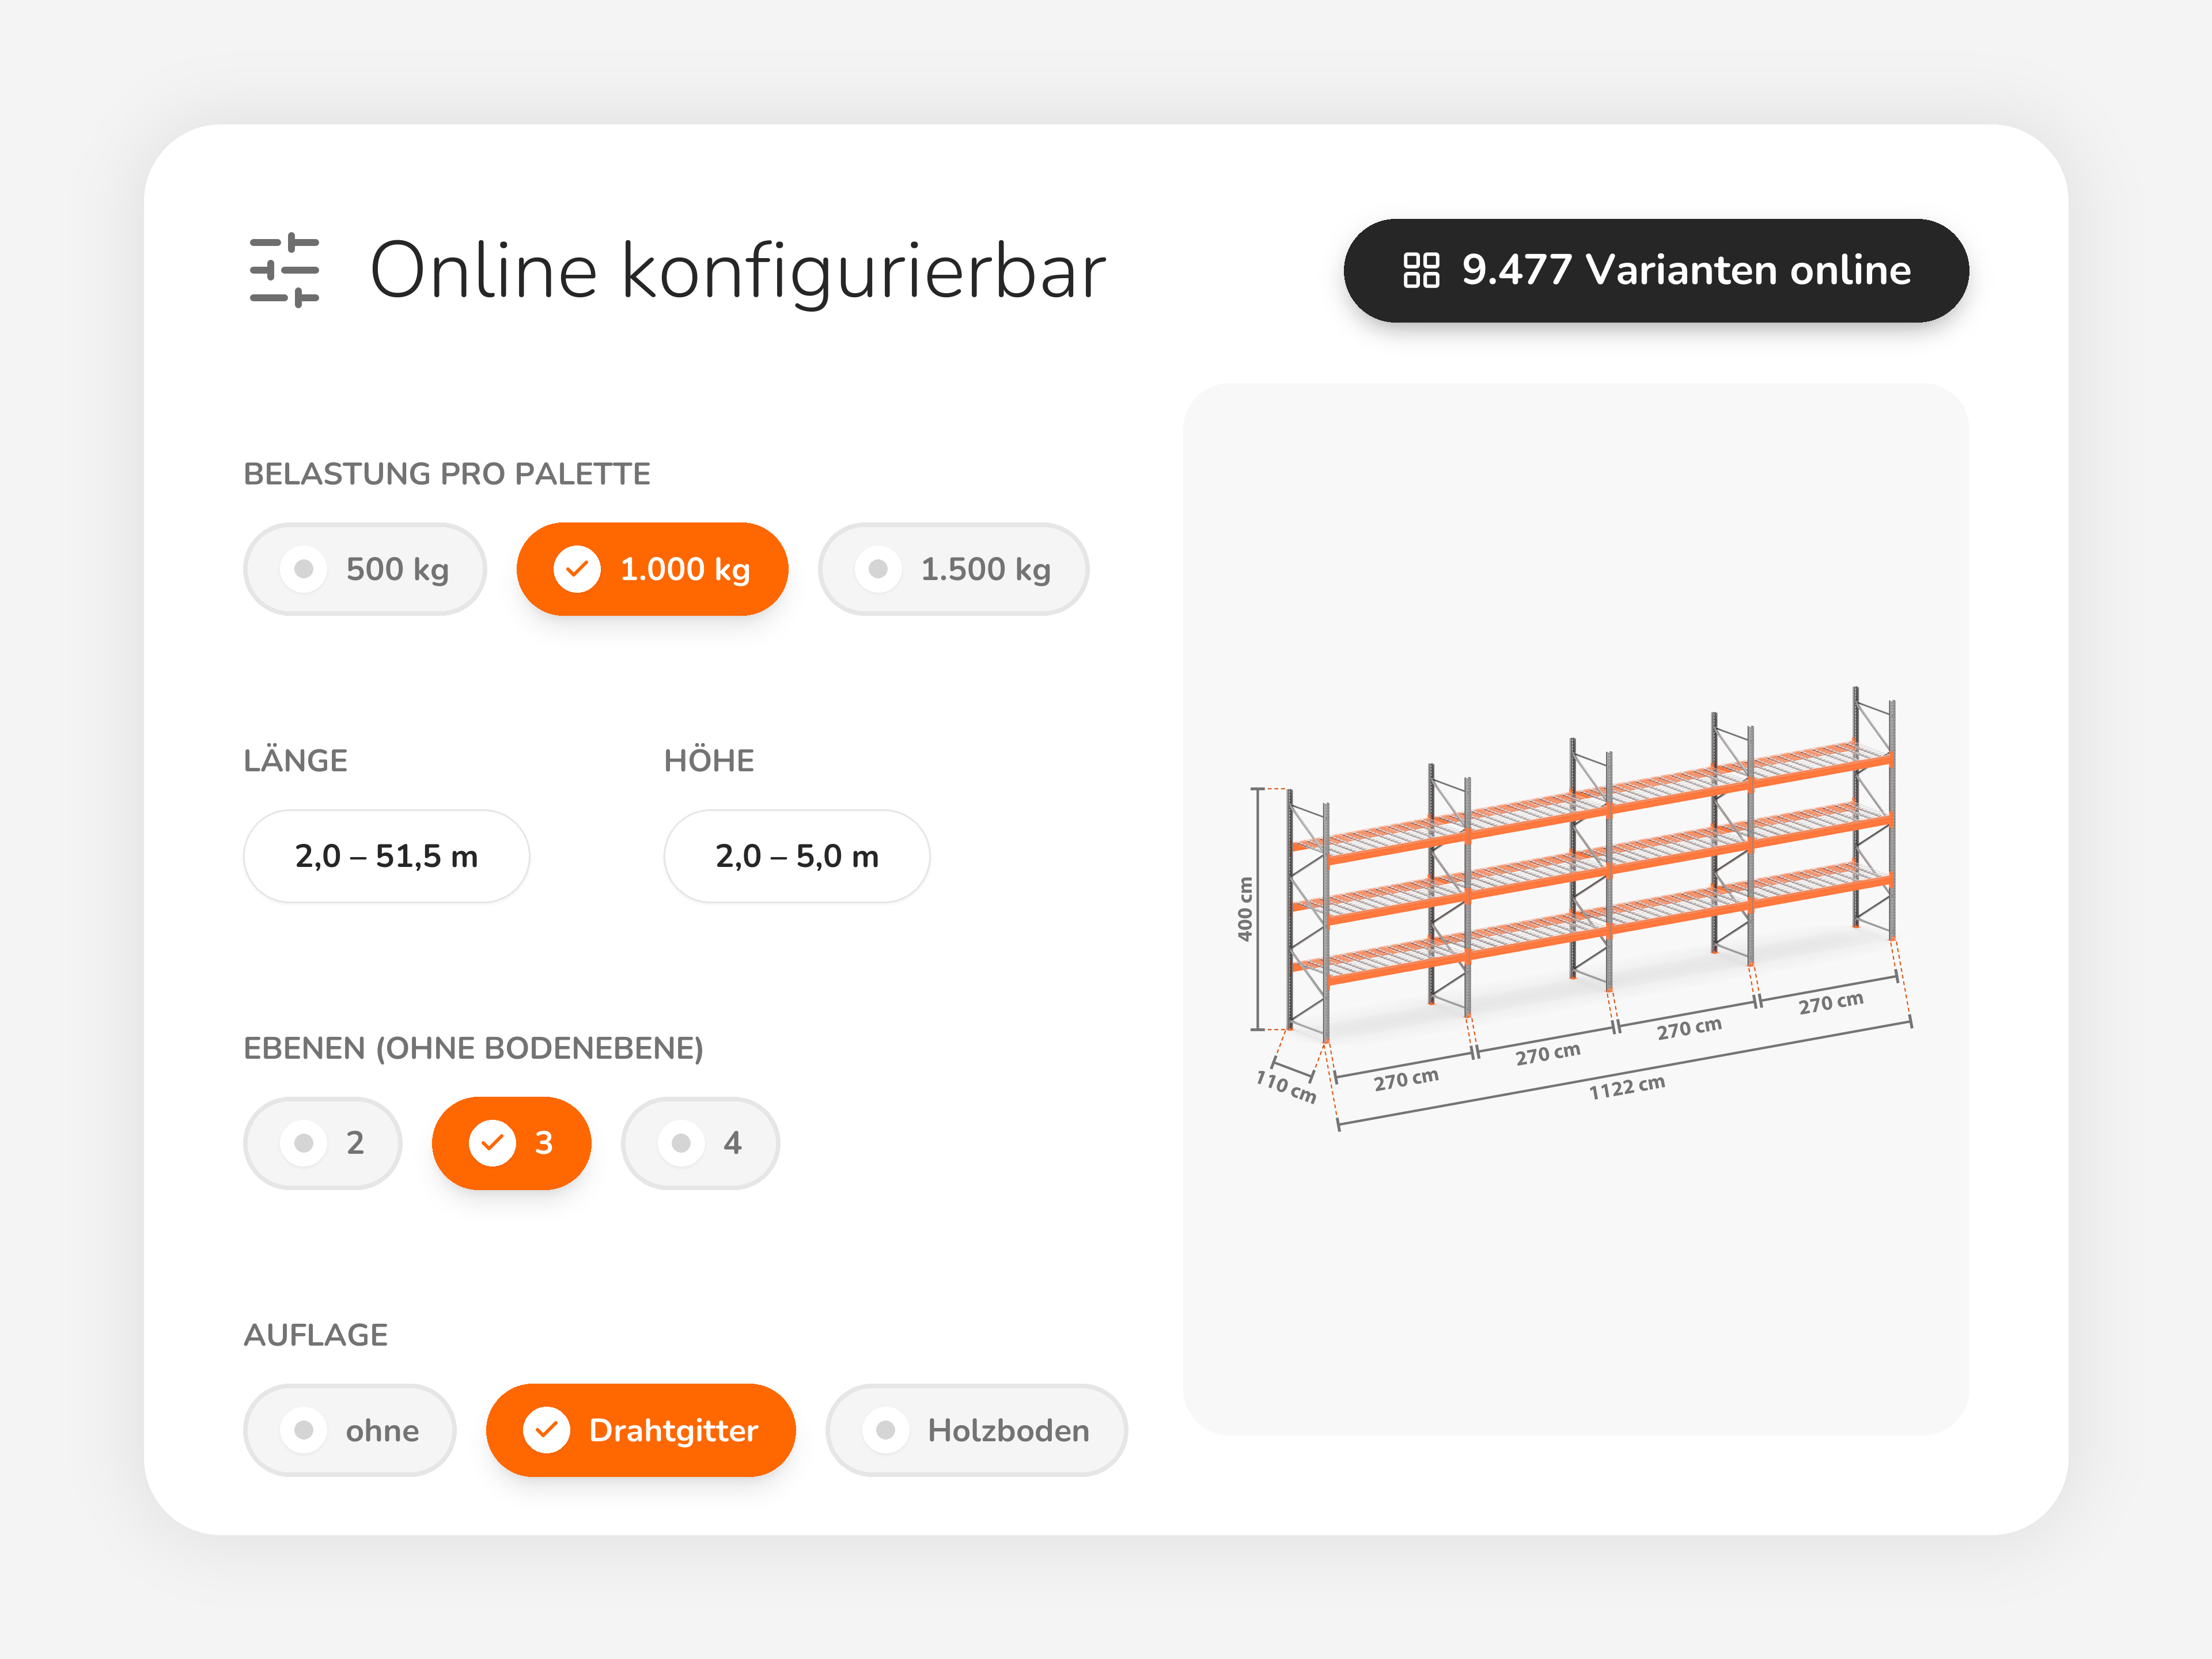 Online konfigurierbar
9.477 Varianten online
BELASTUNG PRO PALETTE
500 kg
1.000 kg
1.500 kg
LÄNGE
HÖHE
2,0 – 51,5 m
2,0 – 5,0 m
EBENEN (OHNE BODENEBENE)
2
3
4
AUFLAGE
ohne
Drahtgitter
Holzboden
400 cm
110 cm
270 cm
270 cm
270 cm
270 cm
1122 cm